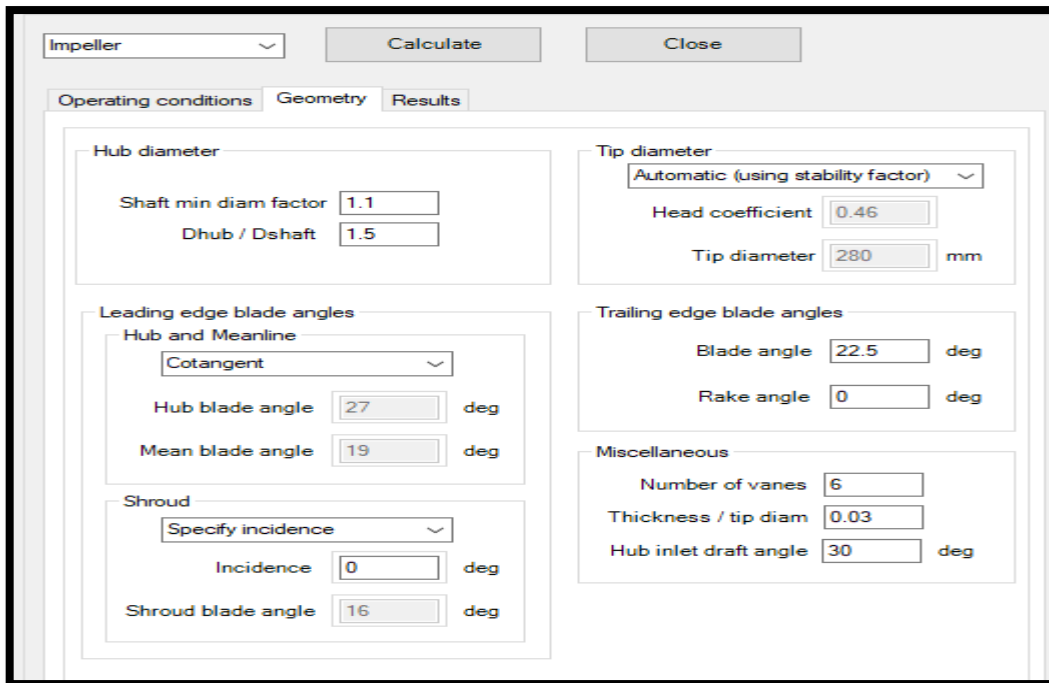 Impeller
Calculate
Close
Operating conditions
Geometry
Results
Hub diameter
Shaft min diam factor 1.1
Dhub / Dshaft 1.5
Tip diameter
Automatic (using stability factor)
Head coefficient 0.46
Tip diameter 280 mm
Leading edge blade angles
Hub and Meanline
Cotangent
Hub blade angle 27 deg
Mean blade angle 19 deg
Shroud
Specify incidence
Incidence 0 deg
Shroud blade angle 16 deg
Trailing edge blade angles
Blade angle 22.5 deg
Rake angle 0 deg
Miscellaneous
Number of vanes 6
Thickness / tip diam 0.03
Hub inlet draft angle 30 deg